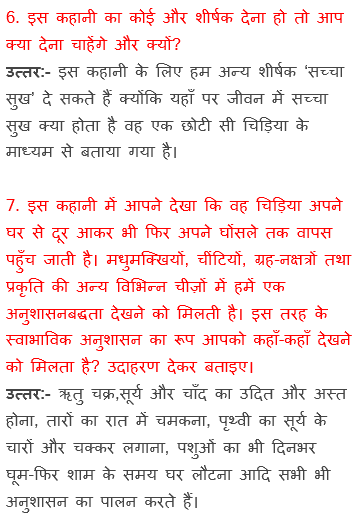 6. इस कहानी का कोई और शीर्षक देना हो तो आप
क्या देना चाहेंगे और क्यों?
उत्तर:- इस कहानी के लिए हम अन्य शीर्षक ‘सच्चा
सुख’ दे सकते हैं क्योंकि यहाँ पर जीवन में सच्चा
सुख क्या होता है वह एक छोटी सी चिड़िया के
माध्यम से बताया गया है।
7. इस कहानी में आपने देखा कि वह चिड़िया अपने
घर से दूर आकर भी फिर अपने घोंसले तक वापस
पहुँच जाती है। मधुमक्खियों, चींटियों, ग्रह-नक्षत्रों तथा
प्रकृति की अन्य विभिन्न चीज़ों में हमें एक
अनुशासनबद्धता देखने को मिलती है। इस तरह के
स्वाभाविक अनुशासन का रूप आपको कहाँ-कहाँ देखने
को मिलता है? उदाहरण देकर बताइए।
उत्तर:- ऋतु चक्र,सूर्य और चाँद का उदित और अस्त
होना, तारों का रात में चमकना, पृथ्वी का सूर्य के
चारों और चक्कर लगाना, पशुओं का भी दिनभर
घूम-फिर शाम के समय घर लौटना आदि सभी भी
अनुशासन का पालन करते हैं।